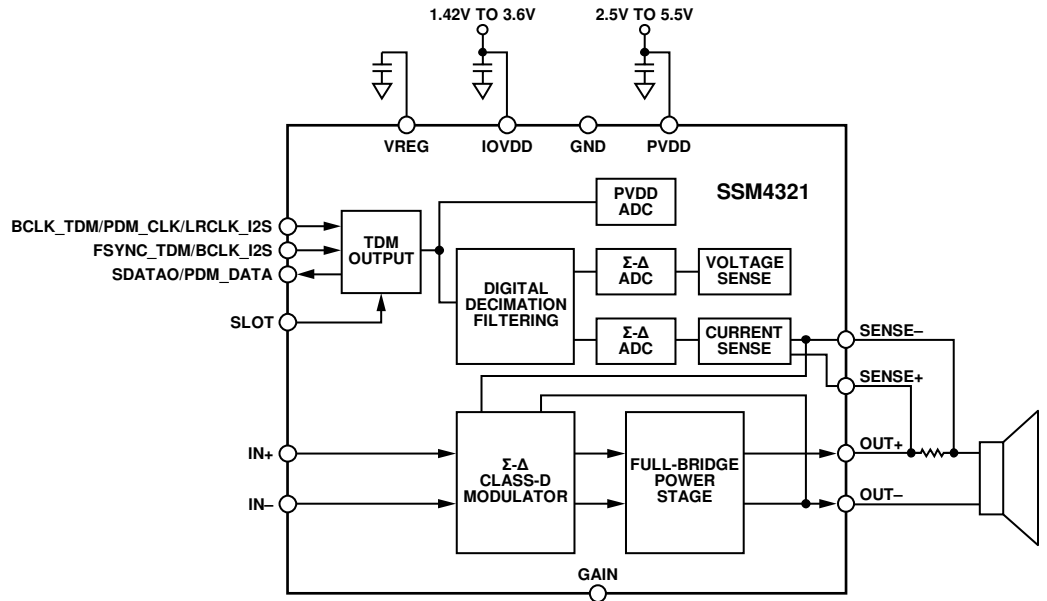 1.42V TO 3.6V
2.5V TO 5.5V
VREG
IOVDD
GND
PVDD
SSM4321
PVDD
ADC
BCLK_TDM/PDM_CLK/LRCLK_I2S
FSYNC_TDM/BCLK_I2S
SDATAO/PDM_DATA
SLOT
TDM
OUTPUT
DIGITAL
DECIMATION
FILTERING
Σ-Δ
ADC
VOLTAGE
SENSE
Σ-Δ
ADC
CURRENT
SENSE
SENSE–
SENSE+
IN+
IN–
Σ-Δ
CLASS-D
MODULATOR
FULL-BRIDGE
POWER
STAGE
OUT+
OUT–
GAIN